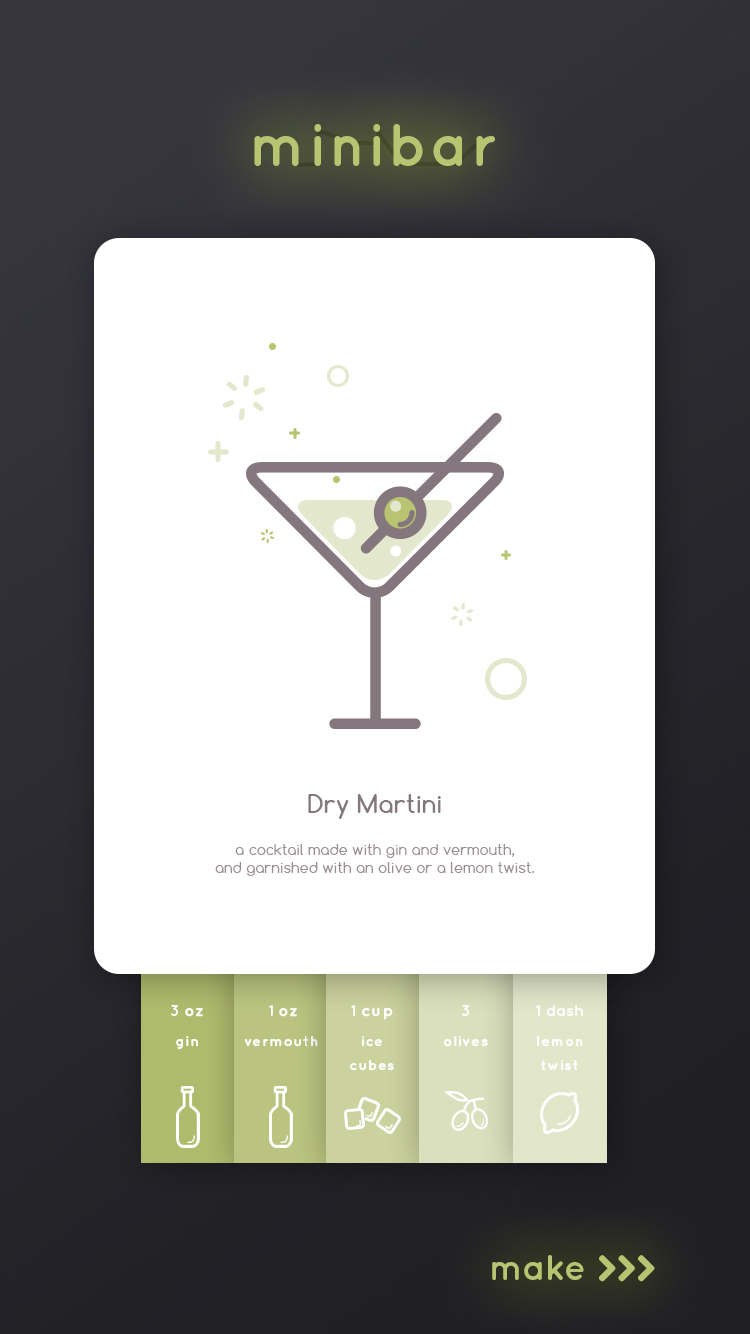 minibar
Dry Martini
a cocktail made with gin and vermouth,
and garnished with an olive or a lemon twist.
3 oz
gin
1 oz
vermouth
1 cup
ice
cubes
3
olives
1 dash
lemon
twist
make